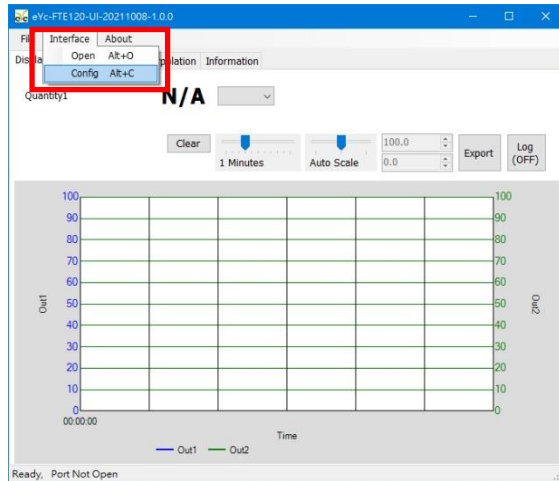 eYc-FTE120-UI-20211008-1.0.0
Interface About
Open Alt+O
Config Alt+C
Information
Quantity1 N/A
Clear 1 Minutes Auto Scale 100.0 0.0 Export Log (OFF)
100 100
90 90
80 80
70 70
60 60
50 50
40 40
30 30
20 20
10 10
0 0
Out1
Out2
00:00:00
Time
Out1 Out2
Ready, Port Not Open